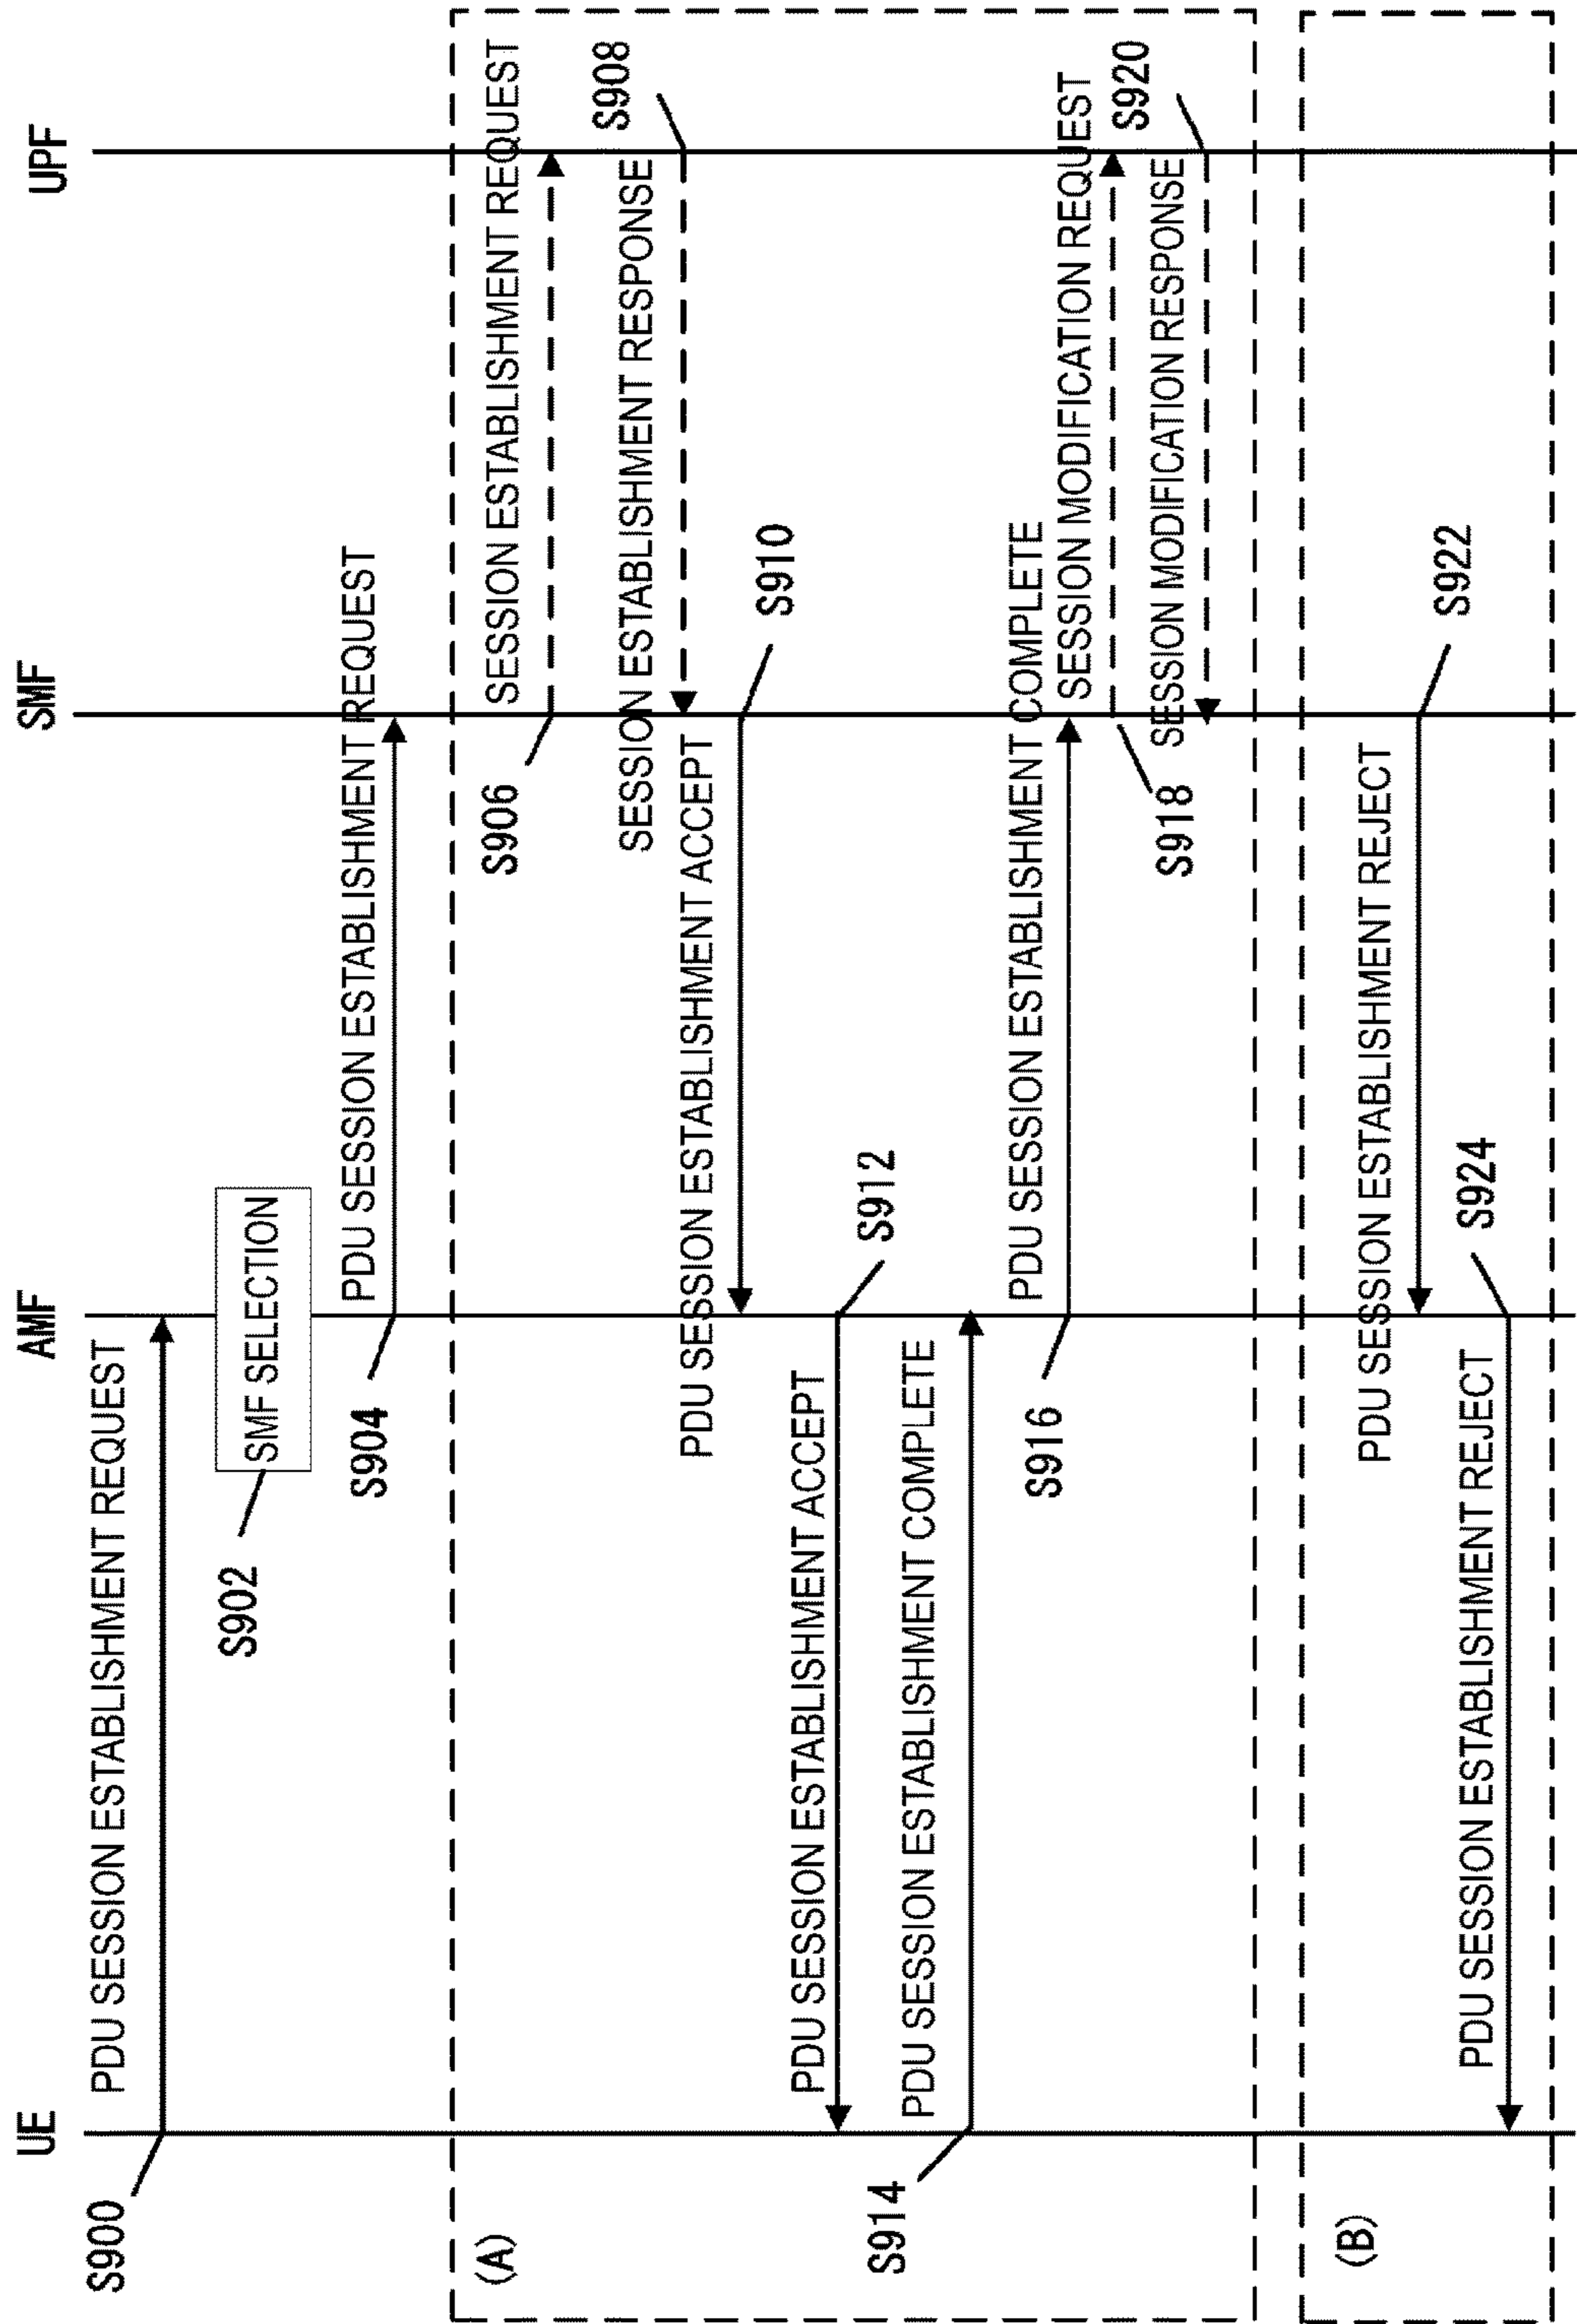 UE
AMF
SMF
UPF
S900
PDU SESSION ESTABLISHMENT REQUEST
S902
SMF SELECTION
S904
PDU SESSION ESTABLISHMENT REQUEST
(A)
S906
SESSION ESTABLISHMENT REQUEST
SESSION ESTABLISHMENT RESPONSE
S908
PDU SESSION ESTABLISHMENT ACCEPT
S910
PDU SESSION ESTABLISHMENT ACCEPT
S912
S914
PDU SESSION ESTABLISHMENT COMPLETE
S916
PDU SESSION ESTABLISHMENT COMPLETE
SESSION MODIFICATION REQUEST
S918
SESSION MODIFICATION RESPONSE
S920
(B)
PDU SESSION ESTABLISHMENT REJECT
S922
PDU SESSION ESTABLISHMENT REJECT
S924